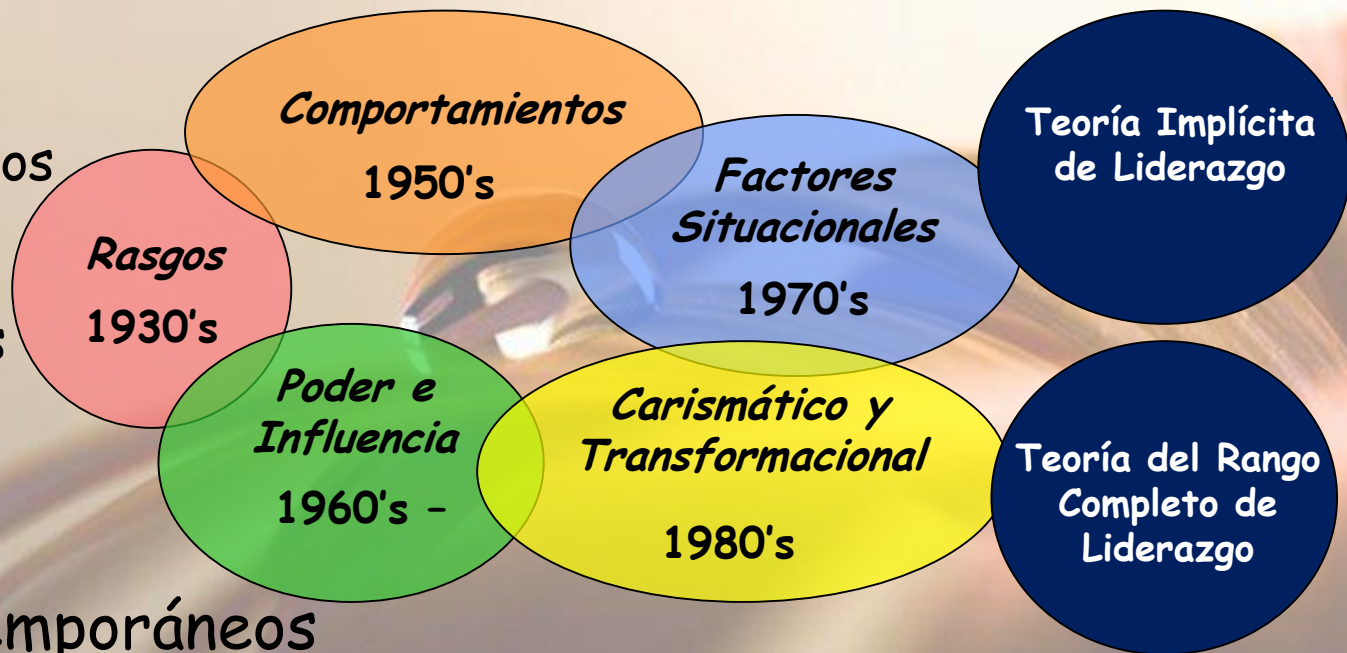 Comportamientos
1950's
Rasgos
1930's
Factores
Situacionales
1970's
Poder e
Influencia
1960's –
Carismático y
Transformacional
1980's
Teoría Implícita
de Liderazgo
Teoría del Rango
Completo de
Liderazgo
os
s
emporáneos